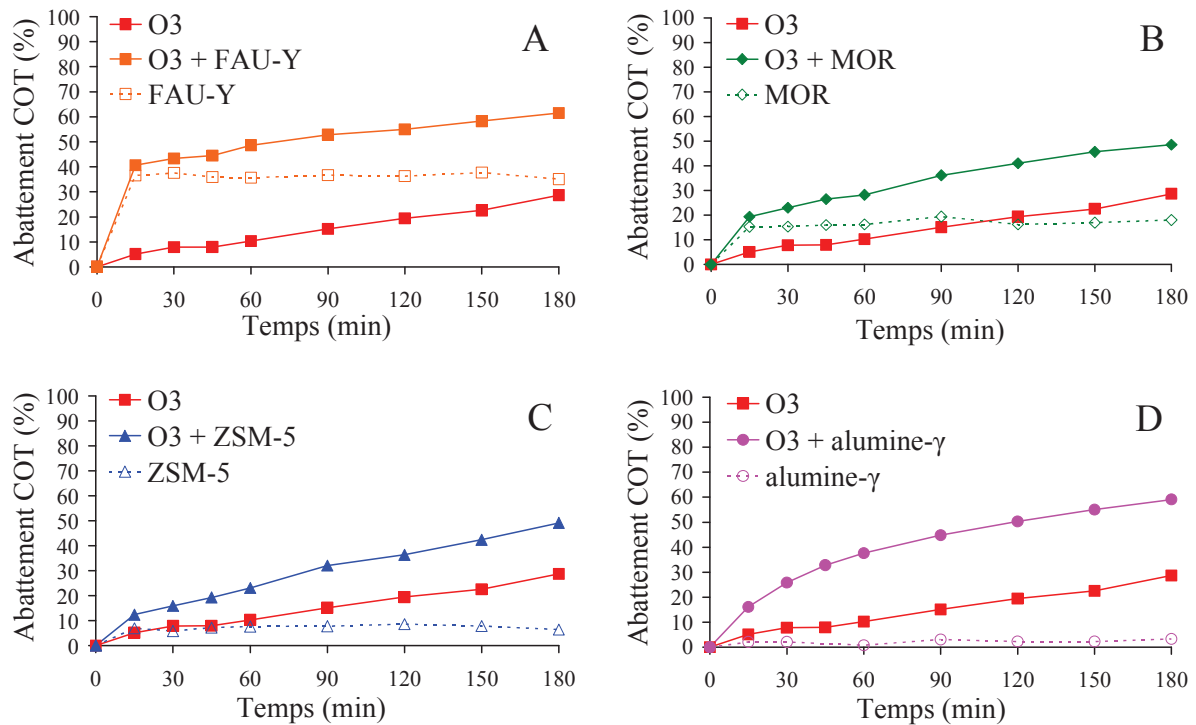 A
Abattement COT (%)
100
90
80
70
60
50
40
30
20
10
0
O3
O3 + FAU-Y
FAU-Y
0 30 60 90 120 150 180
Temps (min)
B
Abattement COT (%)
100
90
80
70
60
50
40
30
20
10
0
O3
O3 + MOR
MOR
0 30 60 90 120 150 180
Temps (min)
C
Abattement COT (%)
100
90
80
70
60
50
40
30
20
10
0
O3
O3 + ZSM-5
ZSM-5
0 30 60 90 120 150 180
Temps (min)
D
Abattement COT (%)
100
90
80
70
60
50
40
30
20
10
0
O3
O3 + alumine-γ
alumine-γ
0 30 60 90 120 150 180
Temps (min)